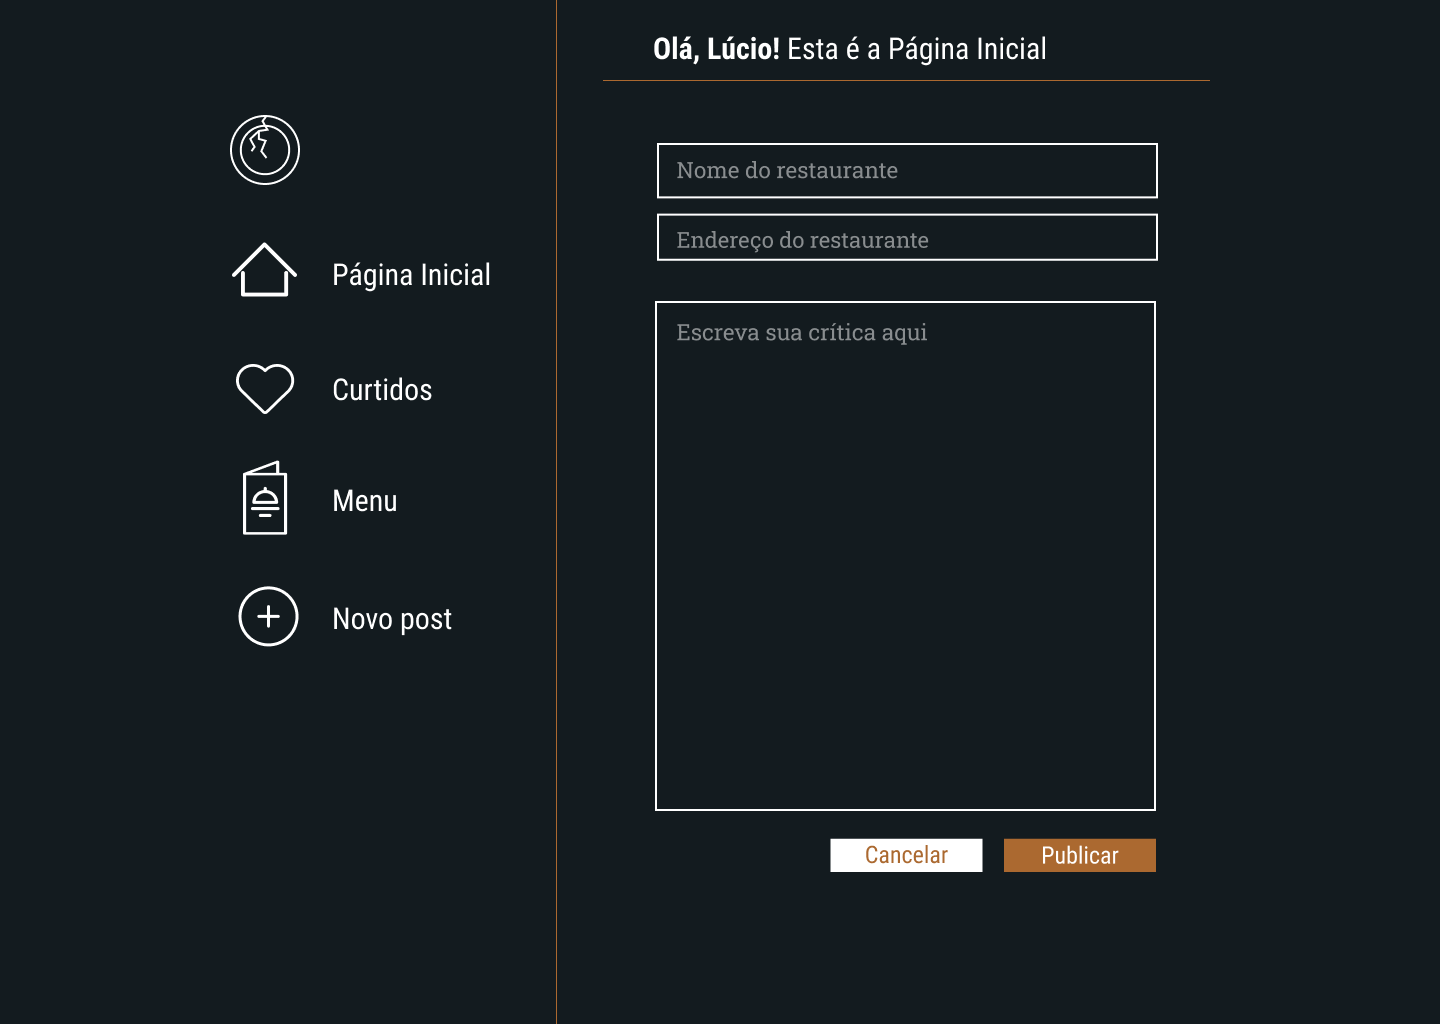 Olá, Lúcio! Esta é a Página Inicial
Página Inicial
Curtidos
Menu
Novo post
Nome do restaurante
Endereço do restaurante
Escreva sua crítica aqui
Cancelar
Publicar